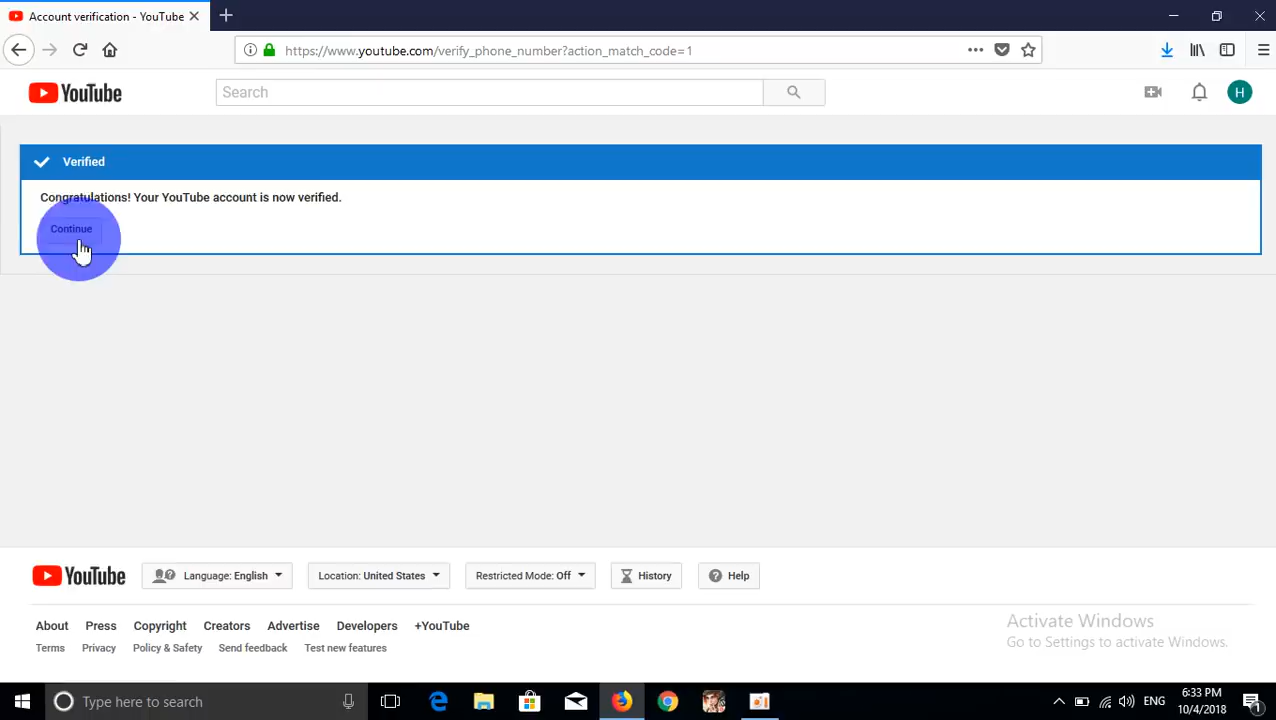 Account verification - YouTube
https://www.youtube.com/verify_phone_number?action_match_code=1
YouTube
Search
H
Verified
Congratulations! Your YouTube account is now verified.
Continue
YouTube
Language: English
Location: United States
Restricted Mode: Off
History
Help
About Press Copyright Creators Advertise Developers +YouTube
Terms Privacy Policy & Safety Send feedback Test new features
Activate Windows
Go to Settings to activate Windows.
Type here to search
ENG
6:33 PM
10/4/2018
1